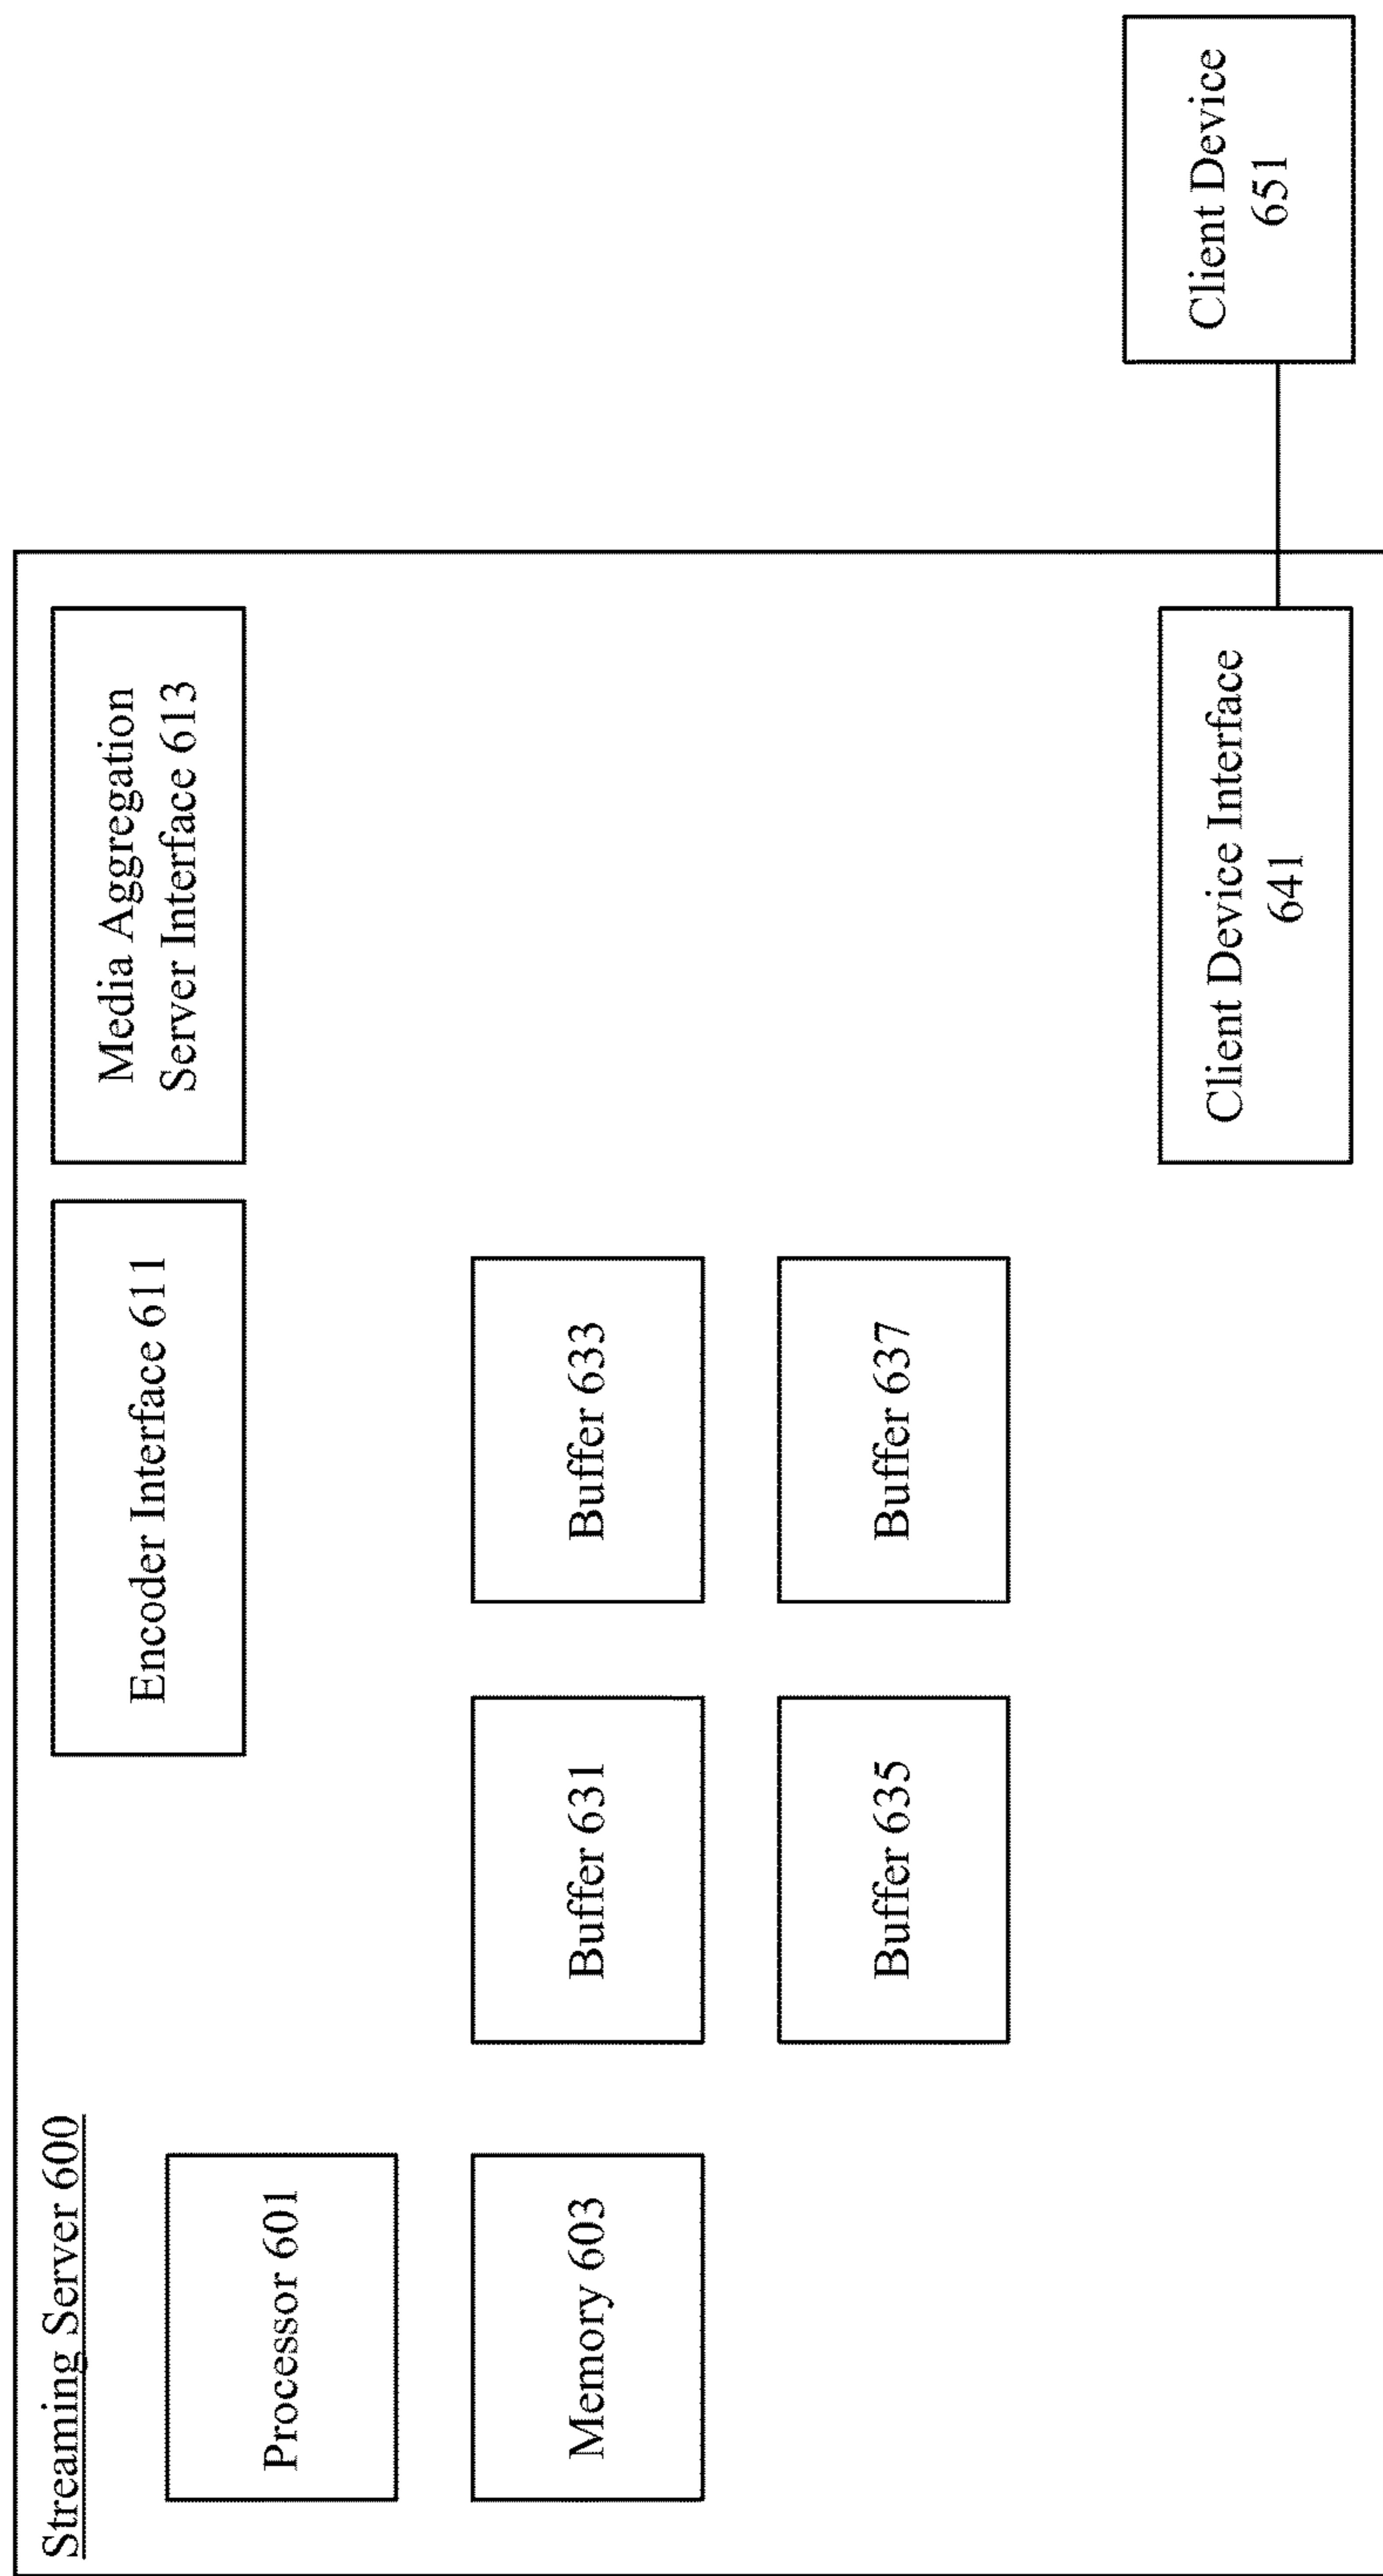 Streaming Server 600
Processor 601
Memory 603
Encoder Interface 611
Media Aggregation
Server Interface 613
Buffer 631
Buffer 633
Buffer 635
Buffer 637
Client Device Interface
641
Client Device
651